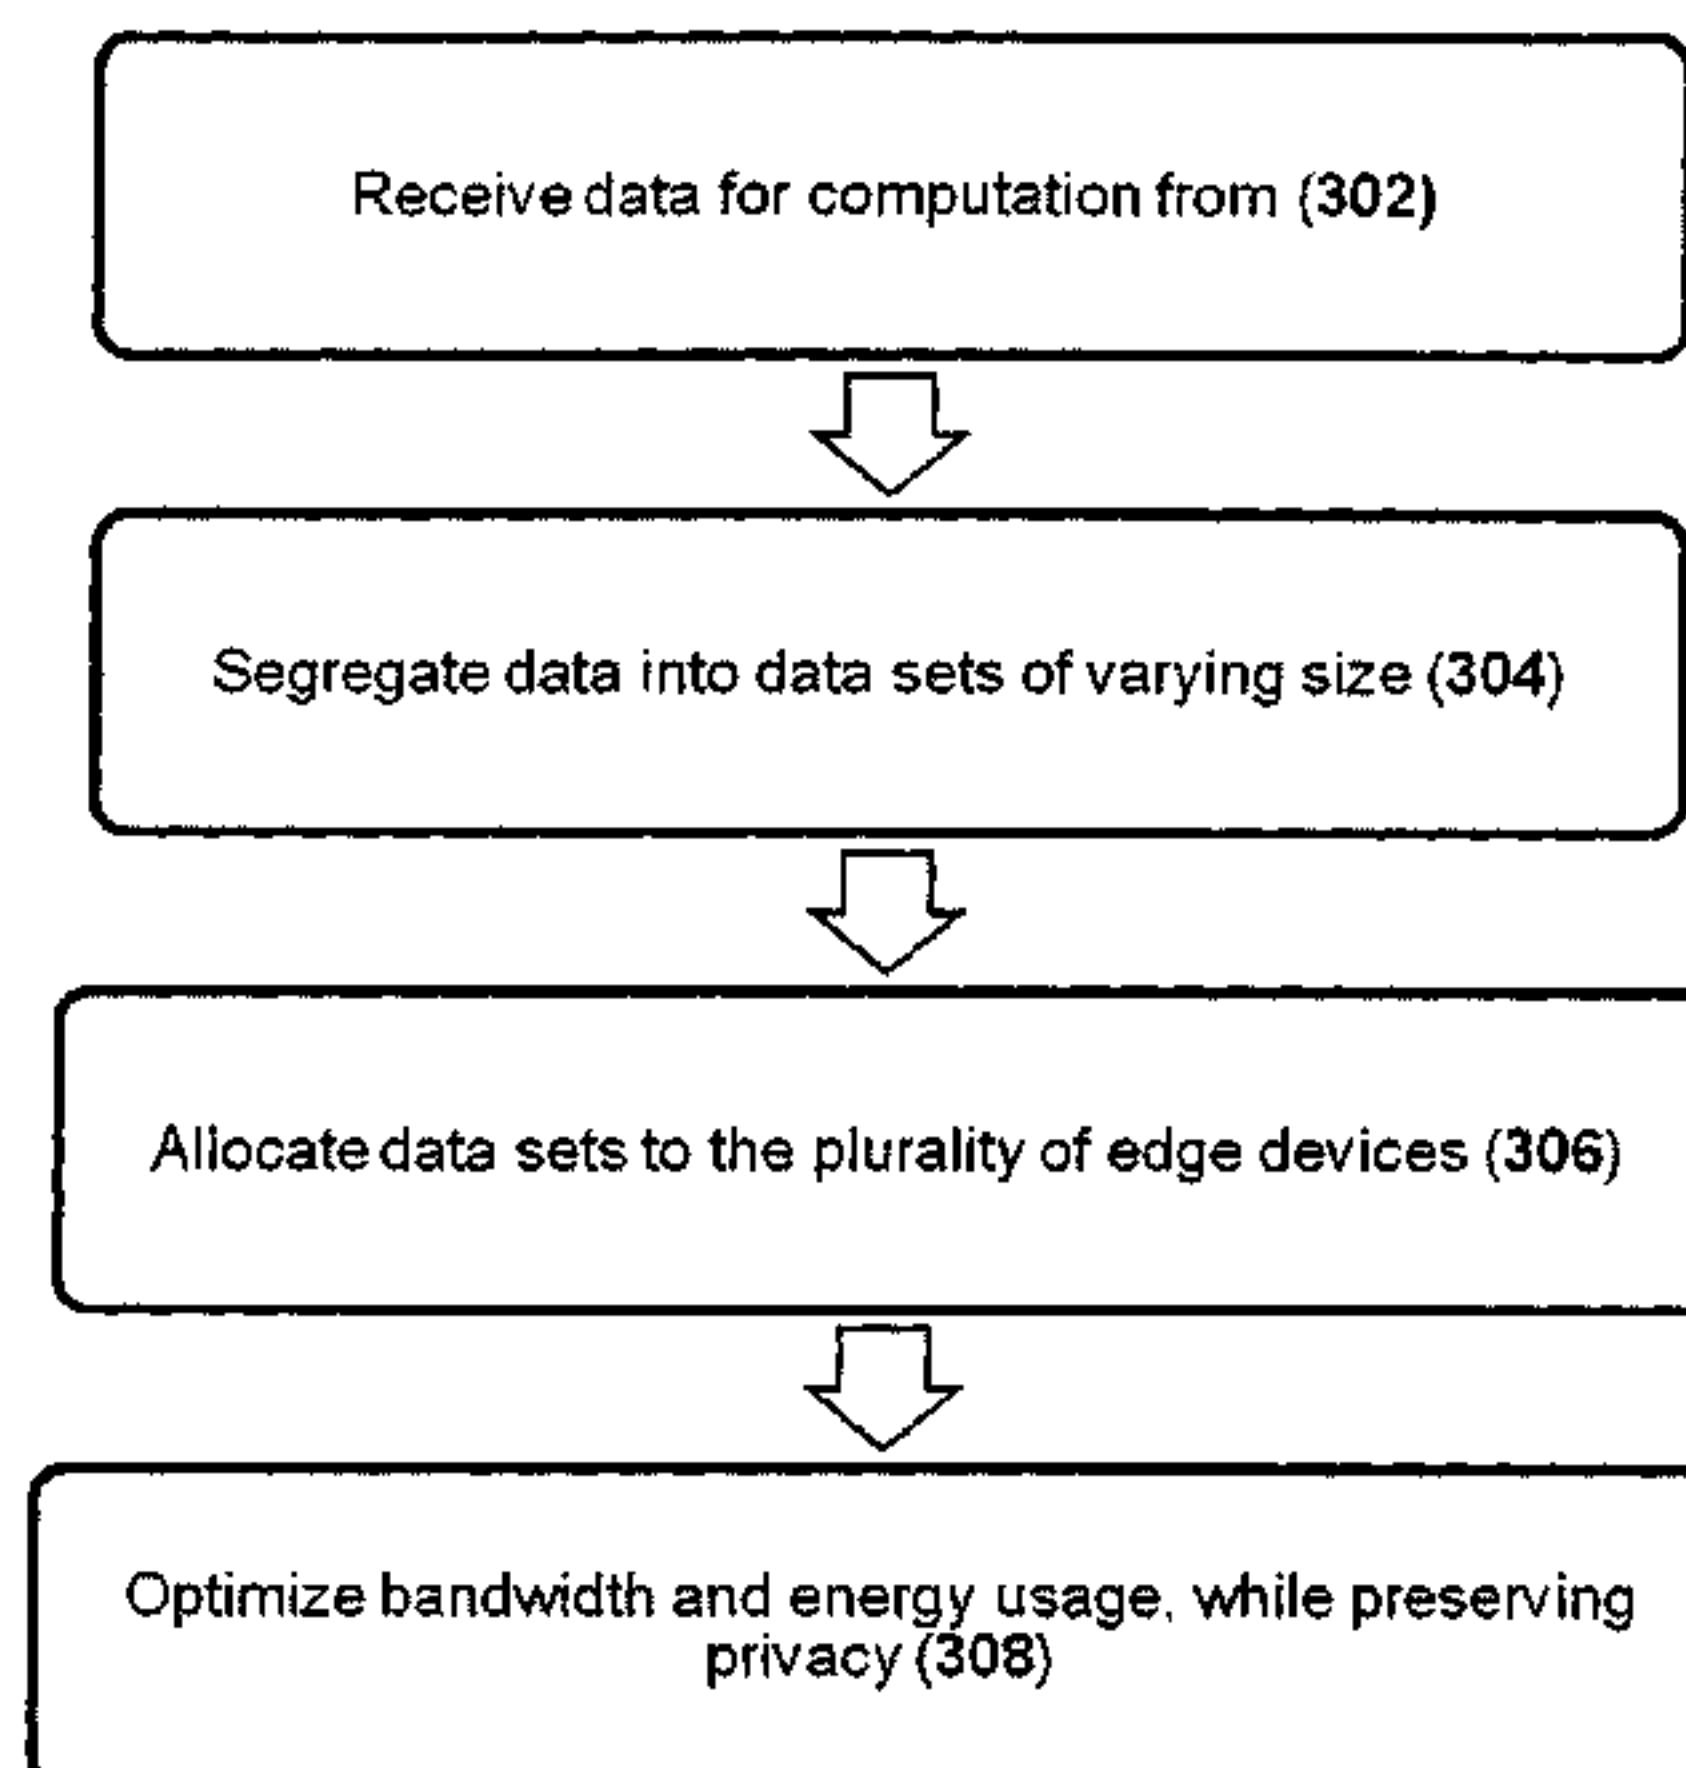 Receive data for computation from (302)
Segregate data into data sets of varying size (304)
Allocate data sets to the plurality of edge devices (306)
Optimize bandwidth and energy usage, while preserving
privacy (308)